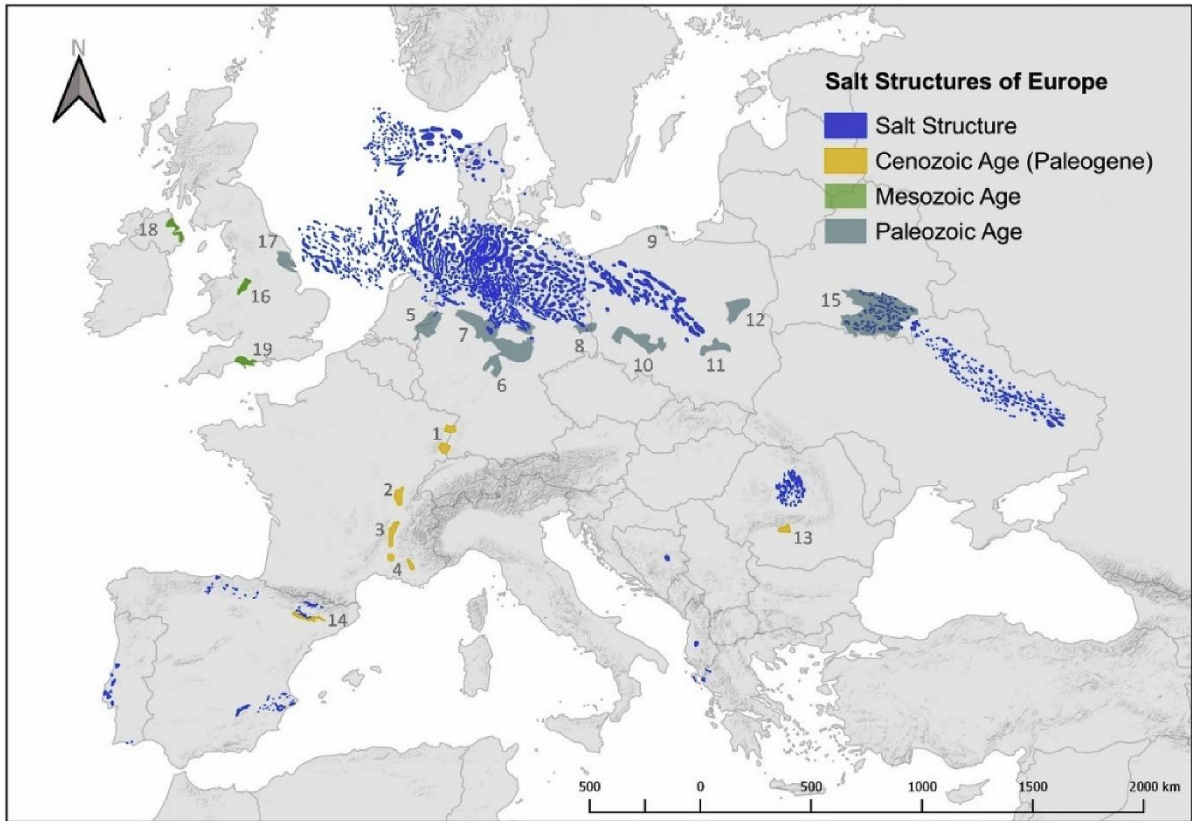 N
Salt Structures of Europe
Salt Structure
Cenozoic Age (Paleogene)
Mesozoic Age
Paleozoic Age
18
17
9
16
5
7
8
10
12
11
15
19
6
1
2
3
4
13
14
500 0 500 1000 1500 2000 km